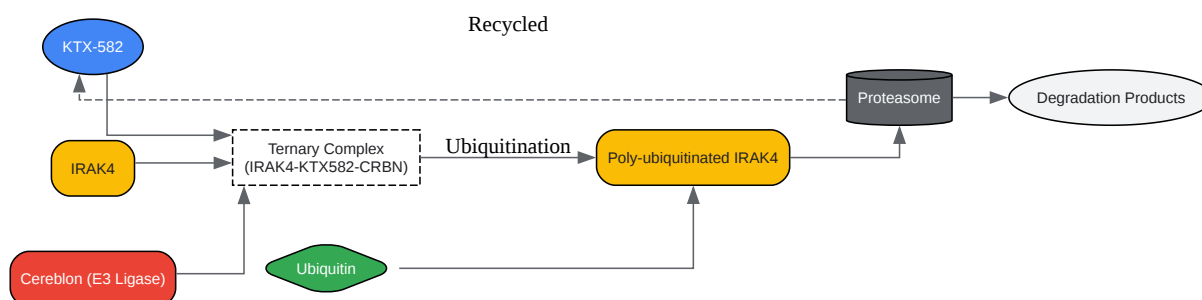 Recycled
KTX-582
Proteasome
Degradation Products
IRAK4
Ternary Complex
(IRAK4-KTX582-CRBN)
Ubiquitination
Poly-ubiquitinated IRAK4
Cereblon (E3 Ligase)
Ubiquitin